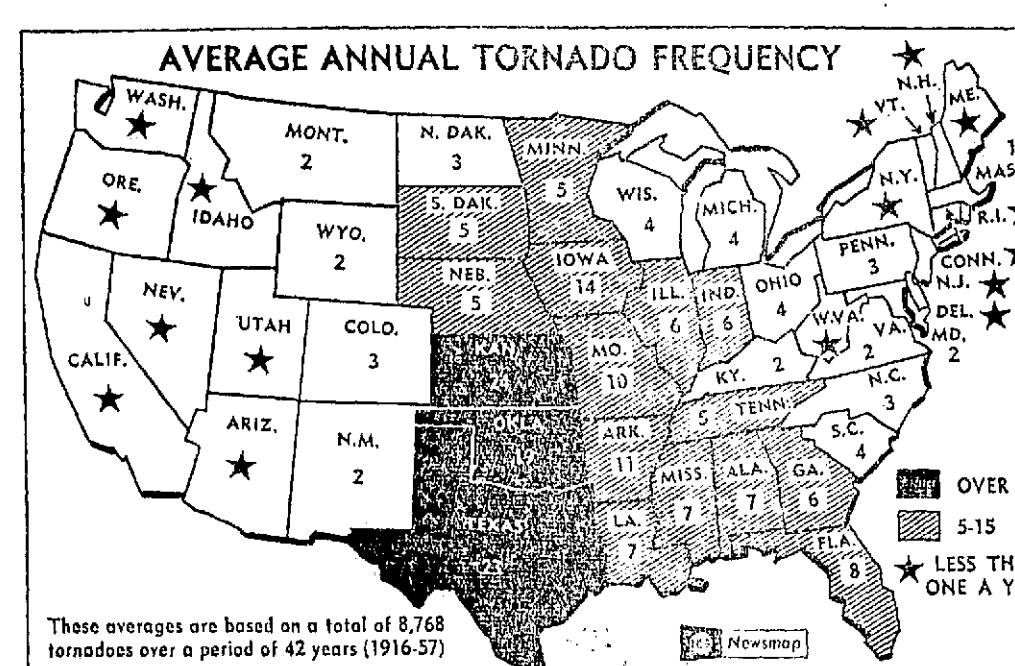 AVERAGE ANNUAL TORNADO FREQUENCY
WASH.
MONT.
2
N. DAK.
3
MINN.
5
N.H.
VT.
ME.
ORE.
IDAHO
WYO.
2
S. DAK.
5
WIS.
4
MICH.
4
N.Y.
MAS
R.I.
NEB.
5
IOWA
14
PENN.
3
CONN.
N.J.
DEL.
MD.
2
NEV.
UTAH
COLO.
3
ILL.
6
IND.
6
OHIO
4
W.VA.
VA.
2
CALIF.
KAN
MO.
10
KY. 2
N.C.
3
ARIZ.
N.M.
2
OKLA
ARK.
11
5 TENN.
S.C.
4
TEXAS
MISS.
7
ALA.
7
GA.
6
LA.
7
FLA.
8
OVER
5-15
LESS TH
ONE A Y
These averages are based on a total of 8,768
tornadoes over a period of 42 years (1916-57)
Newsmap